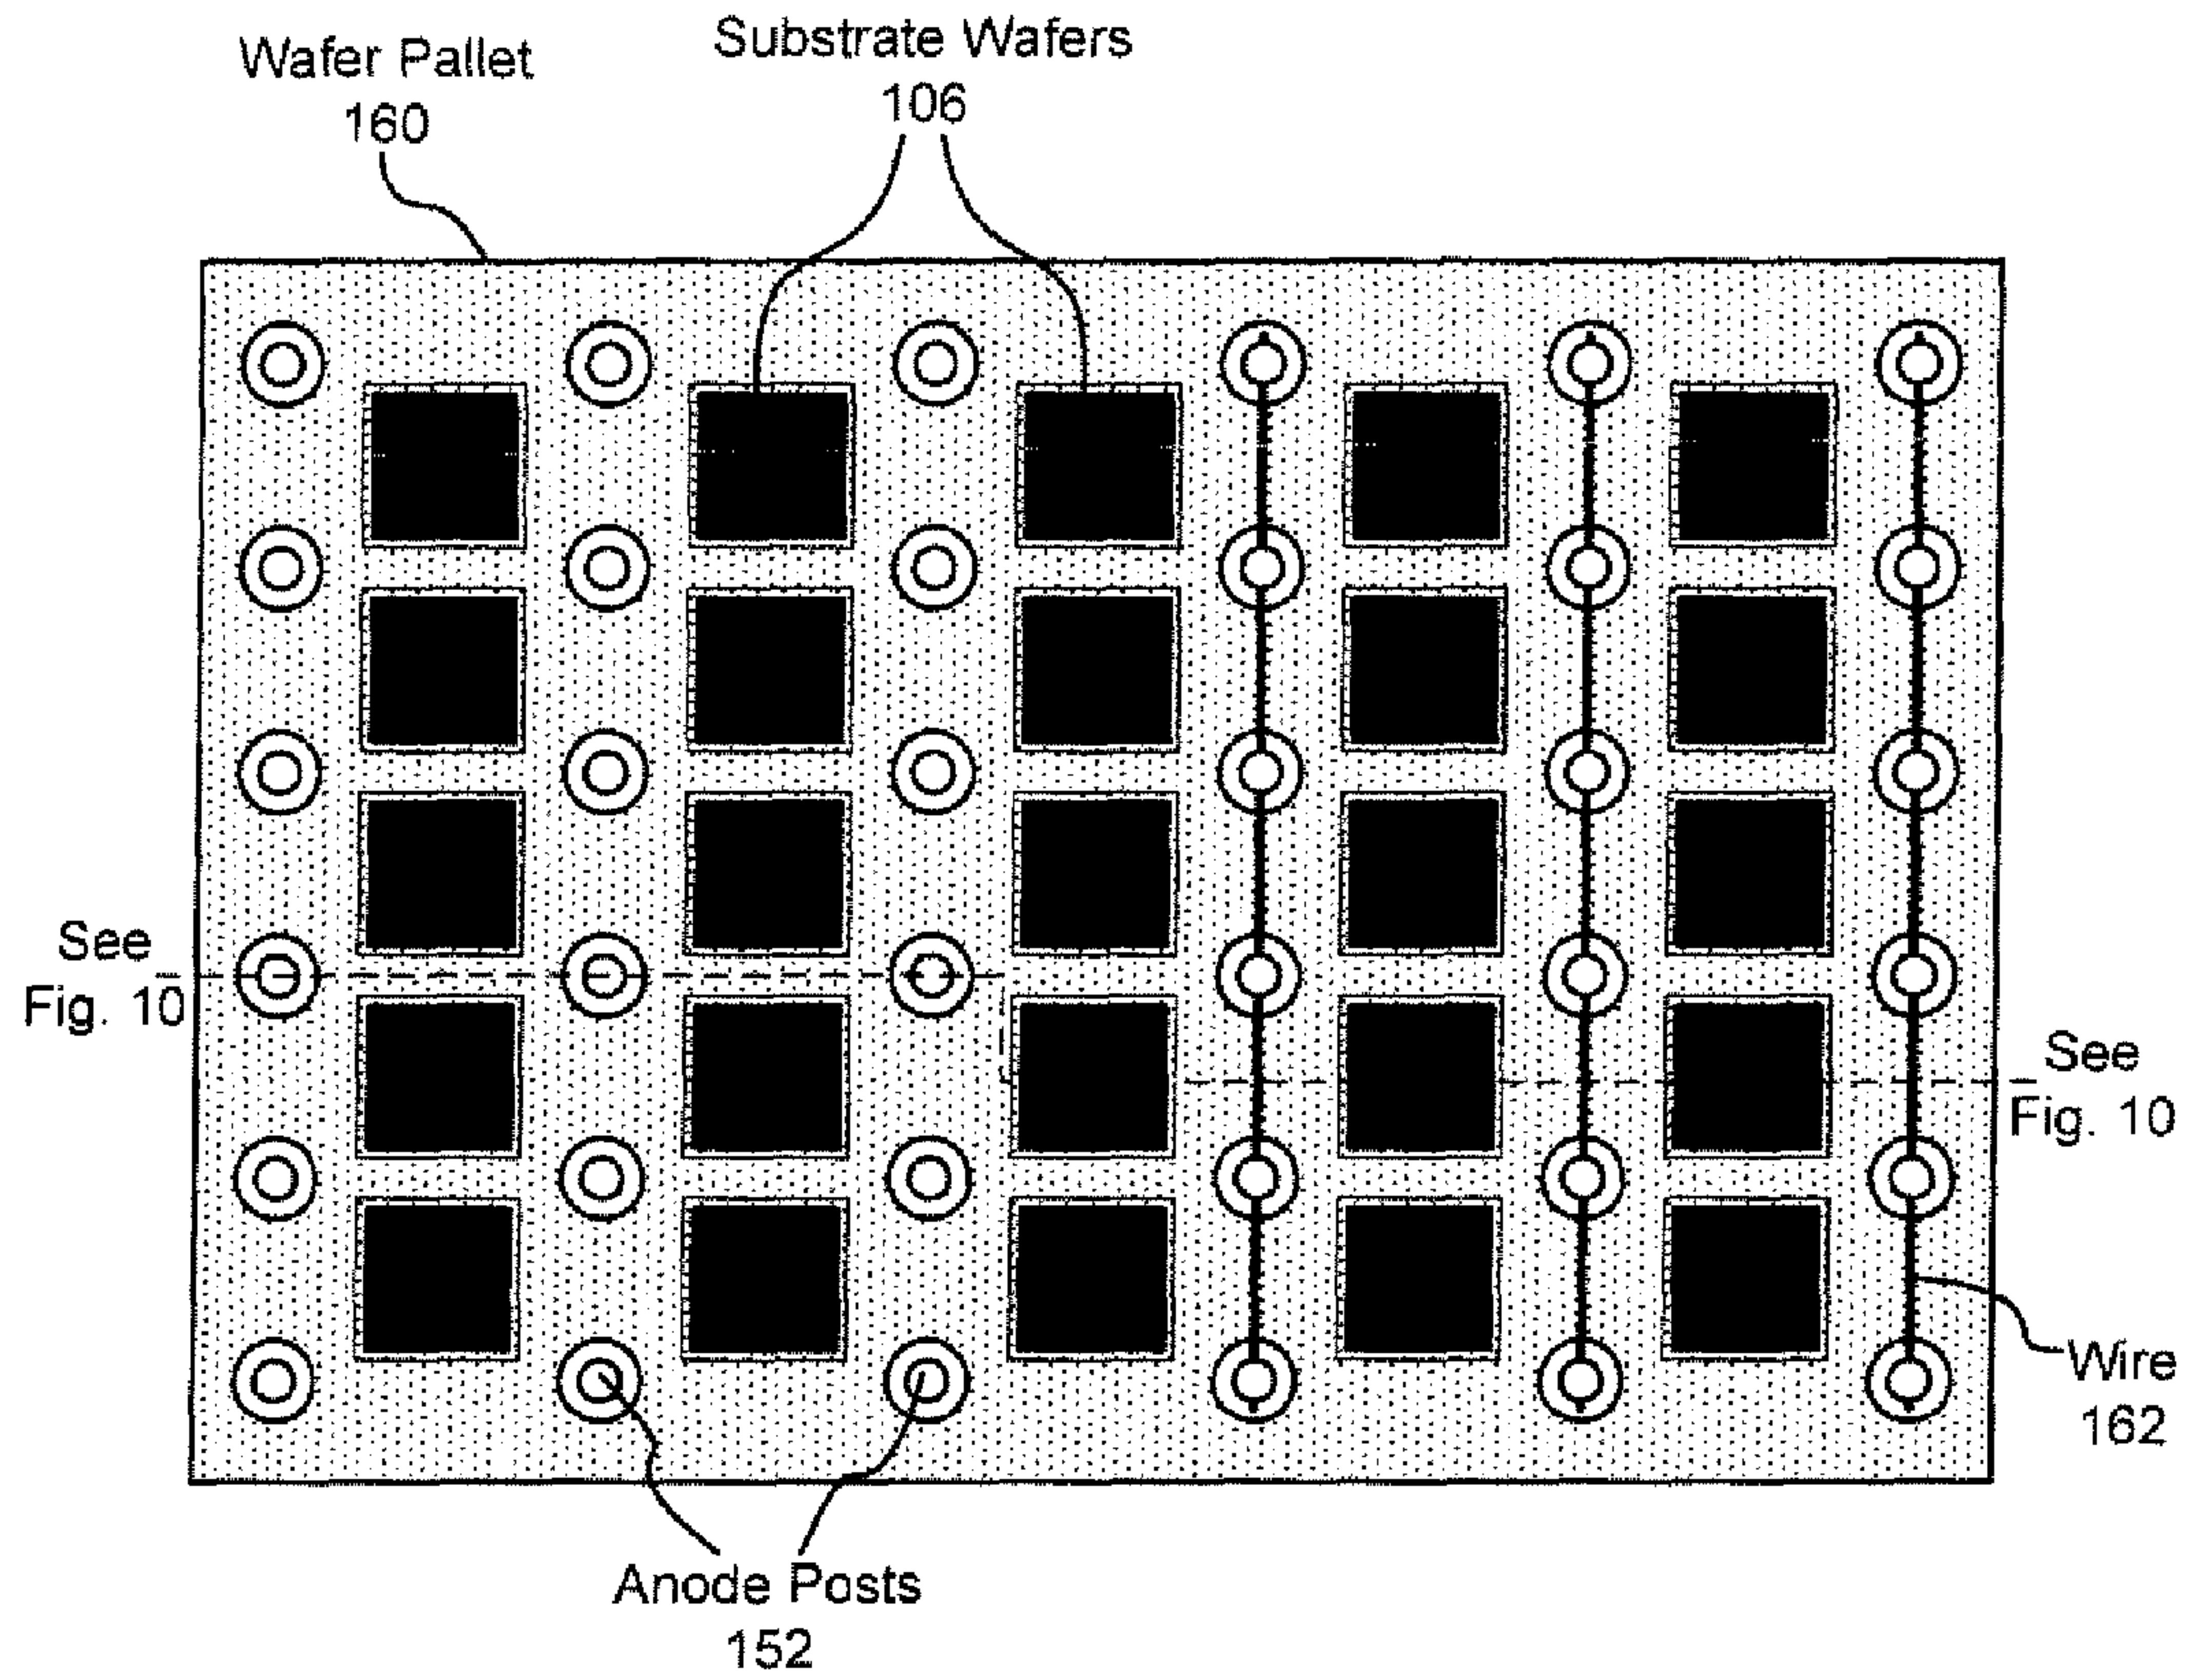 Wafer Pallet
160
Substrate Wafers
106
See
Fig. 10
See
Fig. 10
Wire
162
Anode Posts
152